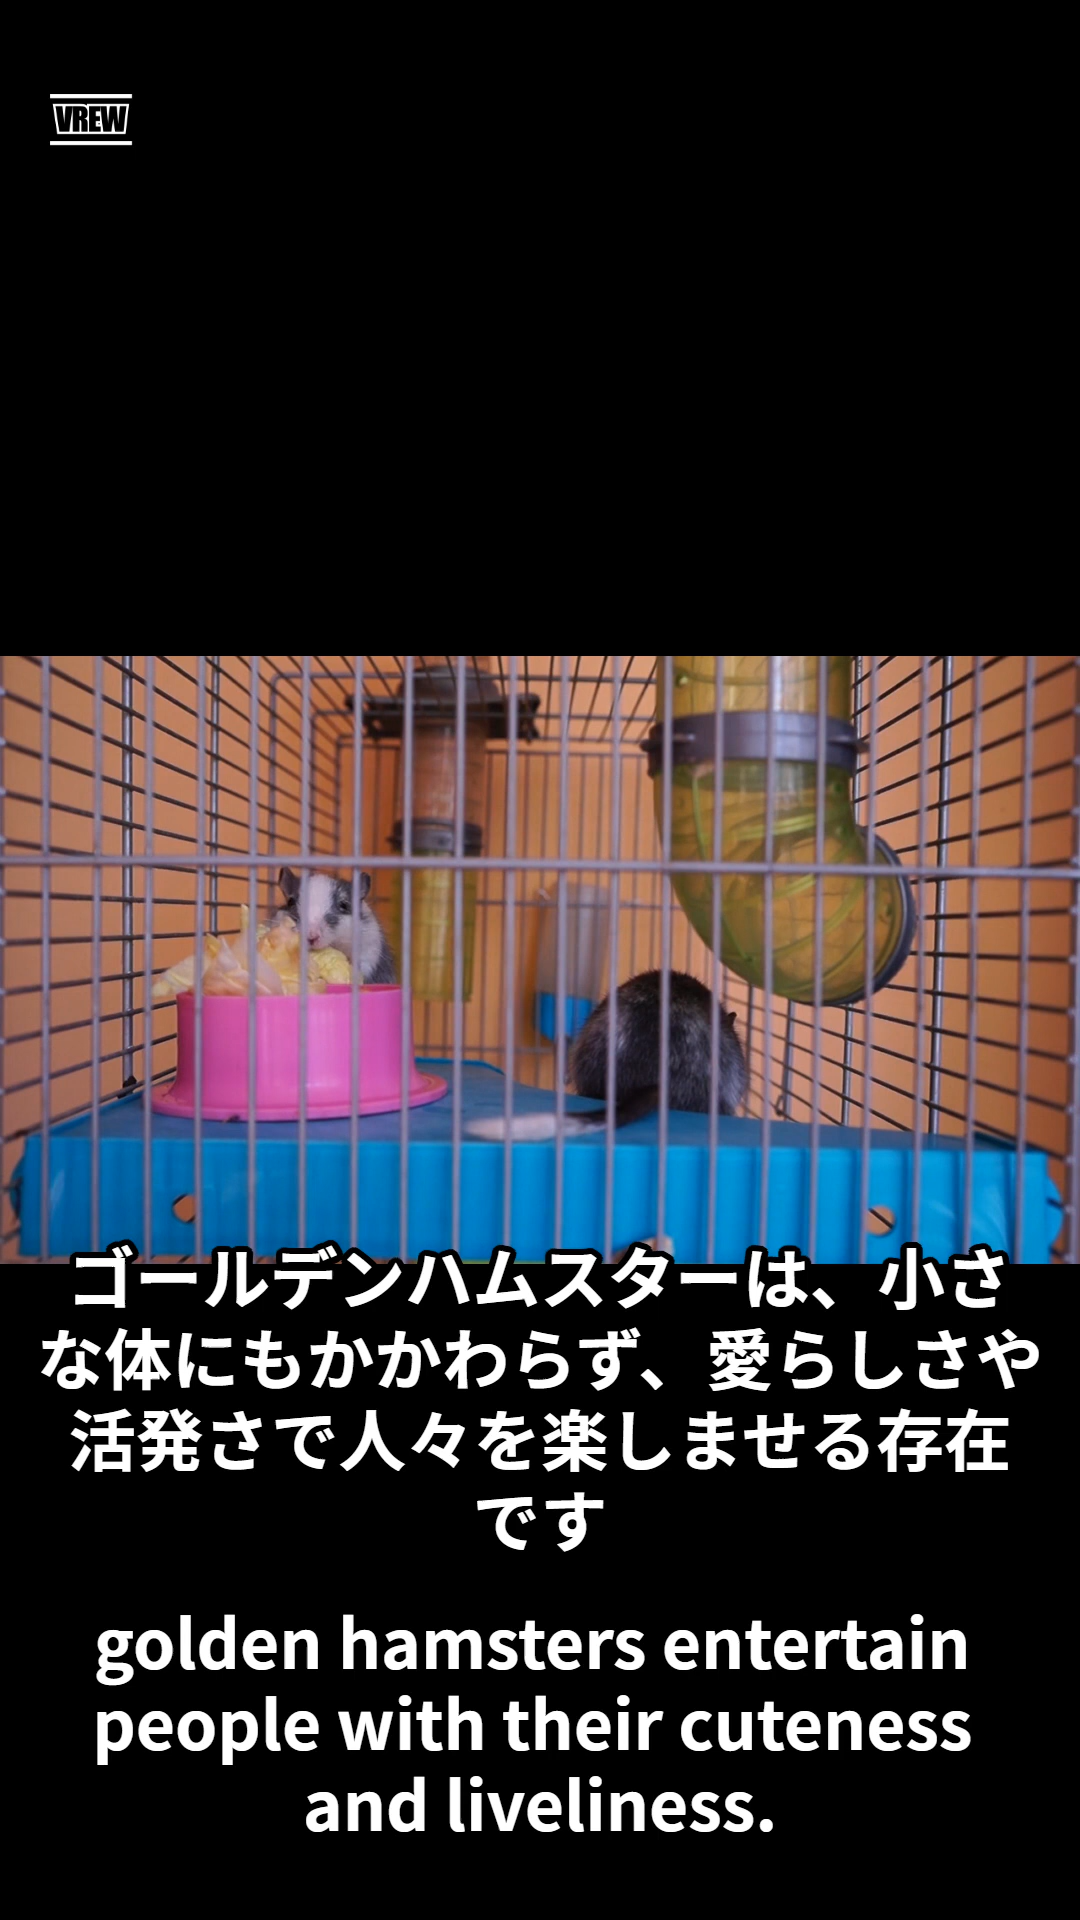 VREW
ゴールデンハムスターは、小さ
な体にもかかわらず、愛らしさや
活発さで人々を楽しませる存在
です
golden hamsters entertain
people with their cuteness
and liveliness.